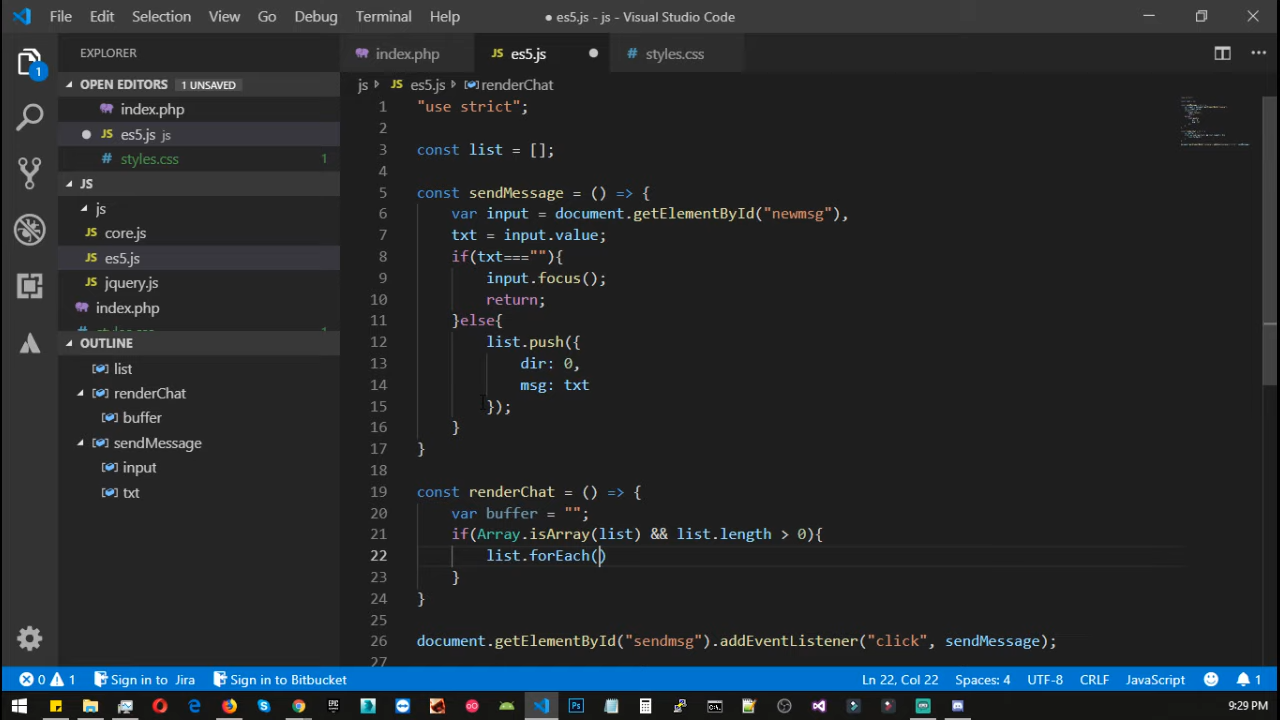 File Edit Selection View Go Debug Terminal Help ● es5.js - js - Visual Studio Code
EXPLORER
OPEN EDITORS 1 UNSAVED
index.php
es5.js js
styles.css 1
JS
js
core.js
es5.js
jquery.js
index.php
styles.css
OUTLINE
list
renderChat
buffer
sendMessage
input
txt
index.php JS es5.js # styles.css
js JS es5.js renderChat
1 "use strict";
2
3 const list = [];
4
5 const sendMessage = () => {
6 var input = document.getElementById("newmsg"),
7 txt = input.value;
8 if(txt===""){
9 input.focus();
10 return;
11 }else{
12 list.push({
13 dir: 0,
14 msg: txt
15 });
16 }
17 }
18
19 const renderChat = () => {
20 var buffer = "";
21 if(Array.isArray(list) && list.length > 0){
22 list.forEach()
23 }
24 }
25
26 document.getElementById("sendmsg").addEventListener("click", sendMessage);
27
0 1 Sign in to Jira Sign in to Bitbucket Ln 22, Col 22 Spaces: 4 UTF-8 CRLF JavaScript 1
9:29 PM